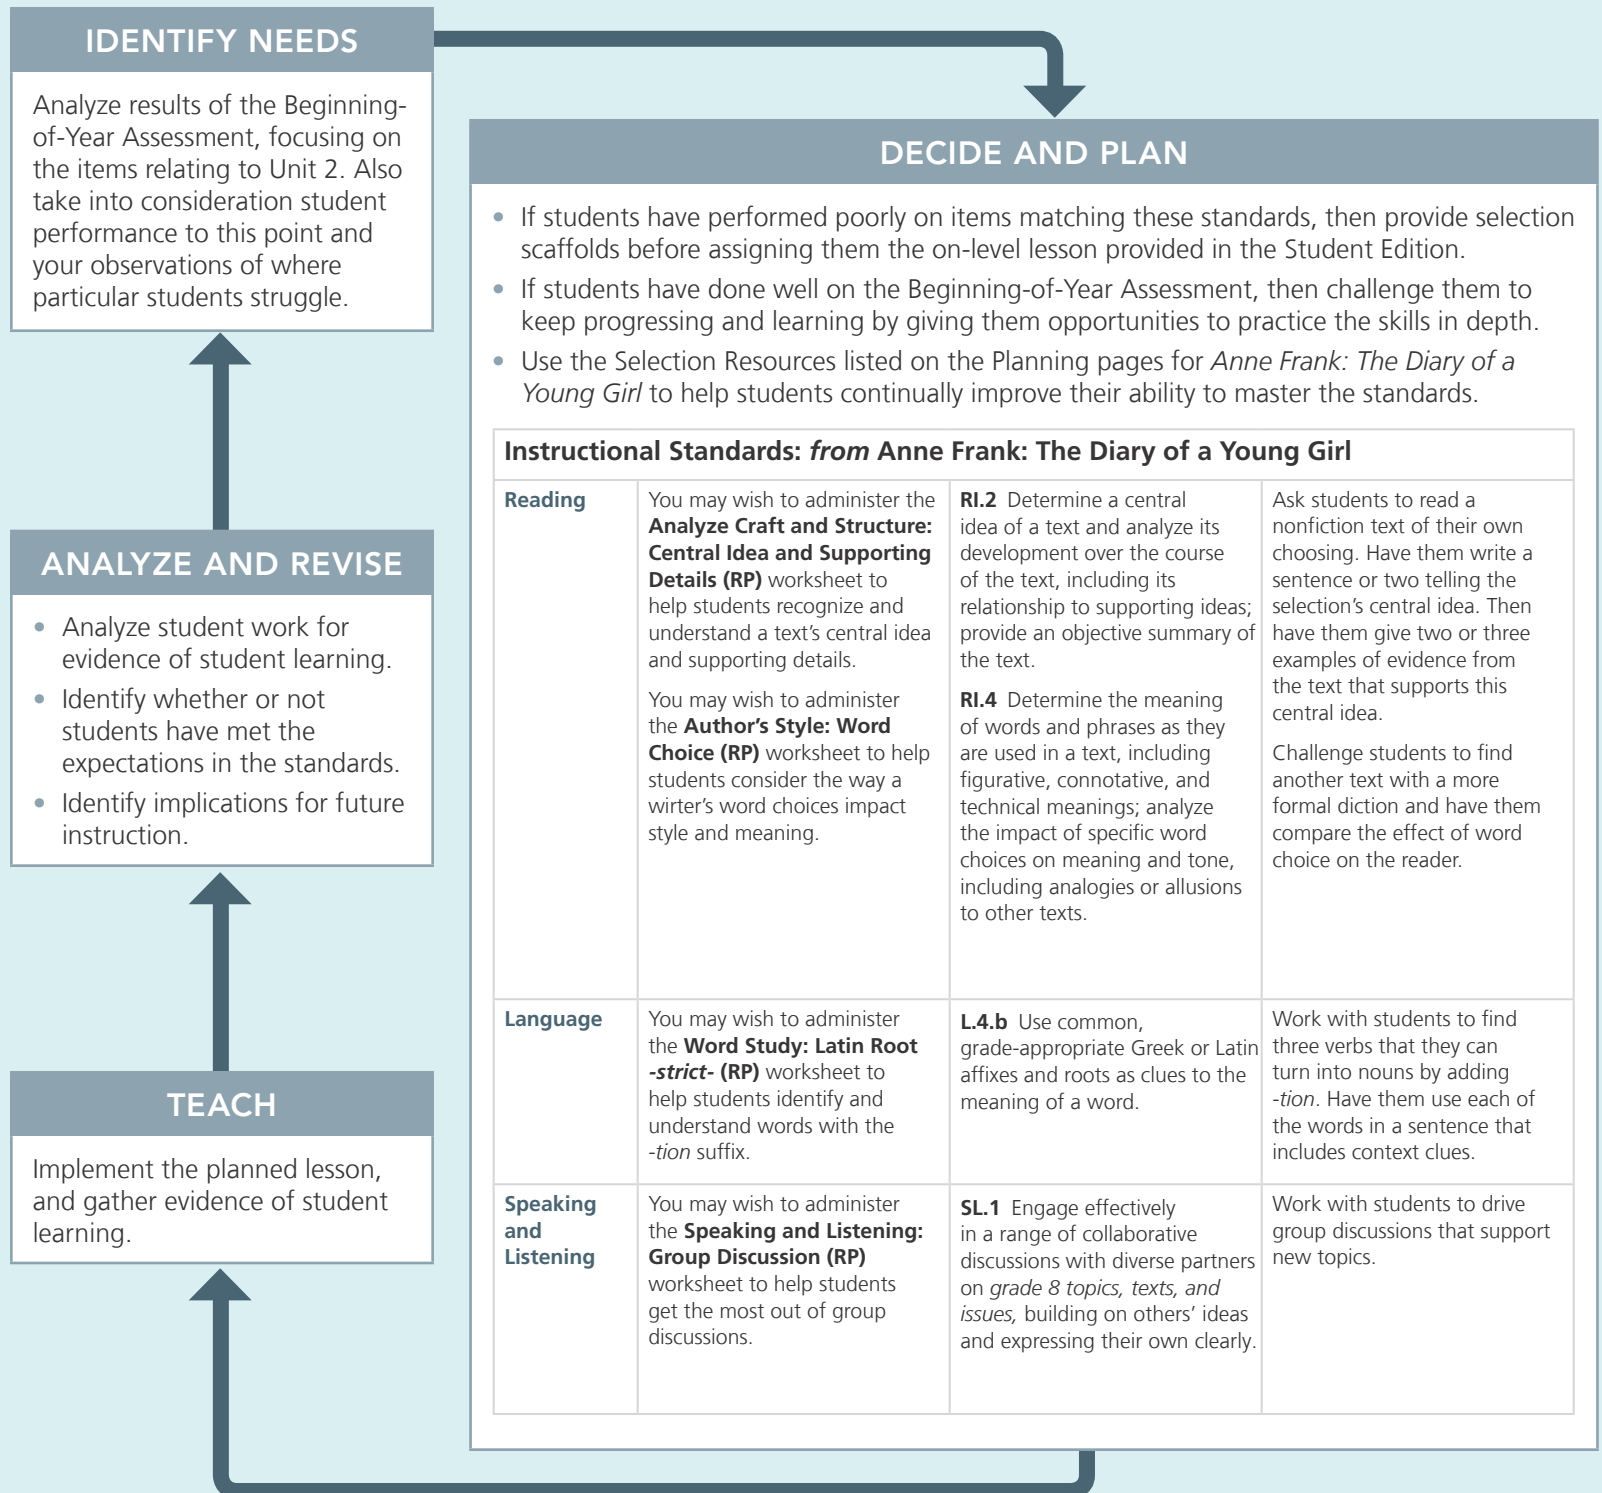 IDENTIFY NEEDS
Analyze results of the Beginning-
of-Year Assessment, focusing on
the items relating to Unit 2. Also
take into consideration student
performance to this point and
your observations of where
particular students struggle.
DECIDE AND PLAN
• If students have performed poorly on items matching these standards, then provide selection
scaffolds before assigning them the on-level lesson provided in the Student Edition.
• If students have done well on the Beginning-of-Year Assessment, then challenge them to
keep progressing and learning by giving them opportunities to practice the skills in depth.
• Use the Selection Resources listed on the Planning pages for Anne Frank: The Diary of a
Young Girl to help students continually improve their ability to master the standards.
Instructional Standards: from Anne Frank: The Diary of a Young Girl
Reading
You may wish to administer the
Analyze Craft and Structure:
Central Idea and Supporting
Details (RP) worksheet to
help students recognize and
understand a text's central idea
and supporting details.
You may wish to administer
the Author's Style: Word
Choice (RP) worksheet to help
students consider the way a
wirter's word choices impact
style and meaning.
RI.2 Determine a central
idea of a text and analyze its
development over the course
of the text, including its
relationship to supporting ideas;
provide an objective summary of
the text.
RI.4 Determine the meaning
of words and phrases as they
are used in a text, including
figurative, connotative, and
technical meanings; analyze
the impact of specific word
choices on meaning and tone,
including analogies or allusions
to other texts.
Ask students to read a
nonfiction text of their own
choosing. Have them write a
sentence or two telling the
selection's central idea. Then
have them give two or three
examples of evidence from
the text that supports this
central idea.
Challenge students to find
another text with a more
formal diction and have them
compare the effect of word
choice on the reader.
Language
You may wish to administer
the Word Study: Latin Root
-strict- (RP) worksheet to
help students identify and
understand words with the
-tion suffix.
L.4.b Use common,
grade-appropriate Greek or Latin
affixes and roots as clues to the
meaning of a word.
Work with students to find
three verbs that they can
turn into nouns by adding
-tion. Have them use each of
the words in a sentence that
includes context clues.
Speaking
and
Listening
You may wish to administer
the Speaking and Listening:
Group Discussion (RP)
worksheet to help students
get the most out of group
discussions.
SL.1 Engage effectively
in a range of collaborative
discussions with diverse partners
on grade 8 topics, texts, and
issues, building on others' ideas
and expressing their own clearly.
Work with students to drive
group discussions that support
new topics.
ANALYZE AND REVISE
• Analyze student work for
evidence of student learning.
• Identify whether or not
students have met the
expectations in the standards.
• Identify implications for future
instruction.
TEACH
Implement the planned lesson,
and gather evidence of student
learning.